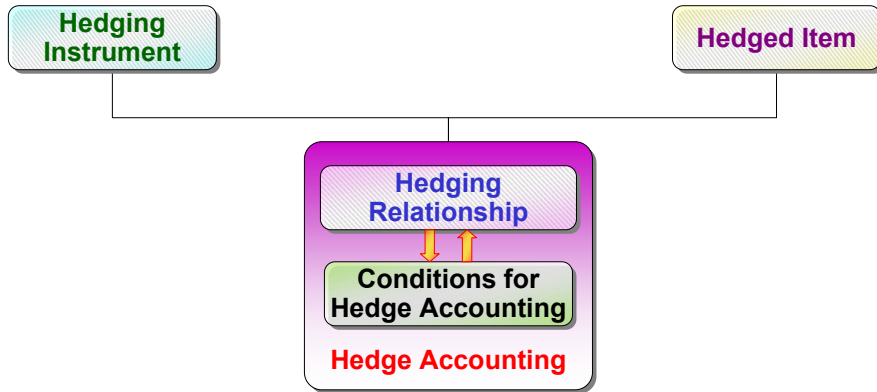 Hedging
Instrument
Hedged Item
Hedging
Relationship
Conditions for
Hedge Accounting
Hedge Accounting